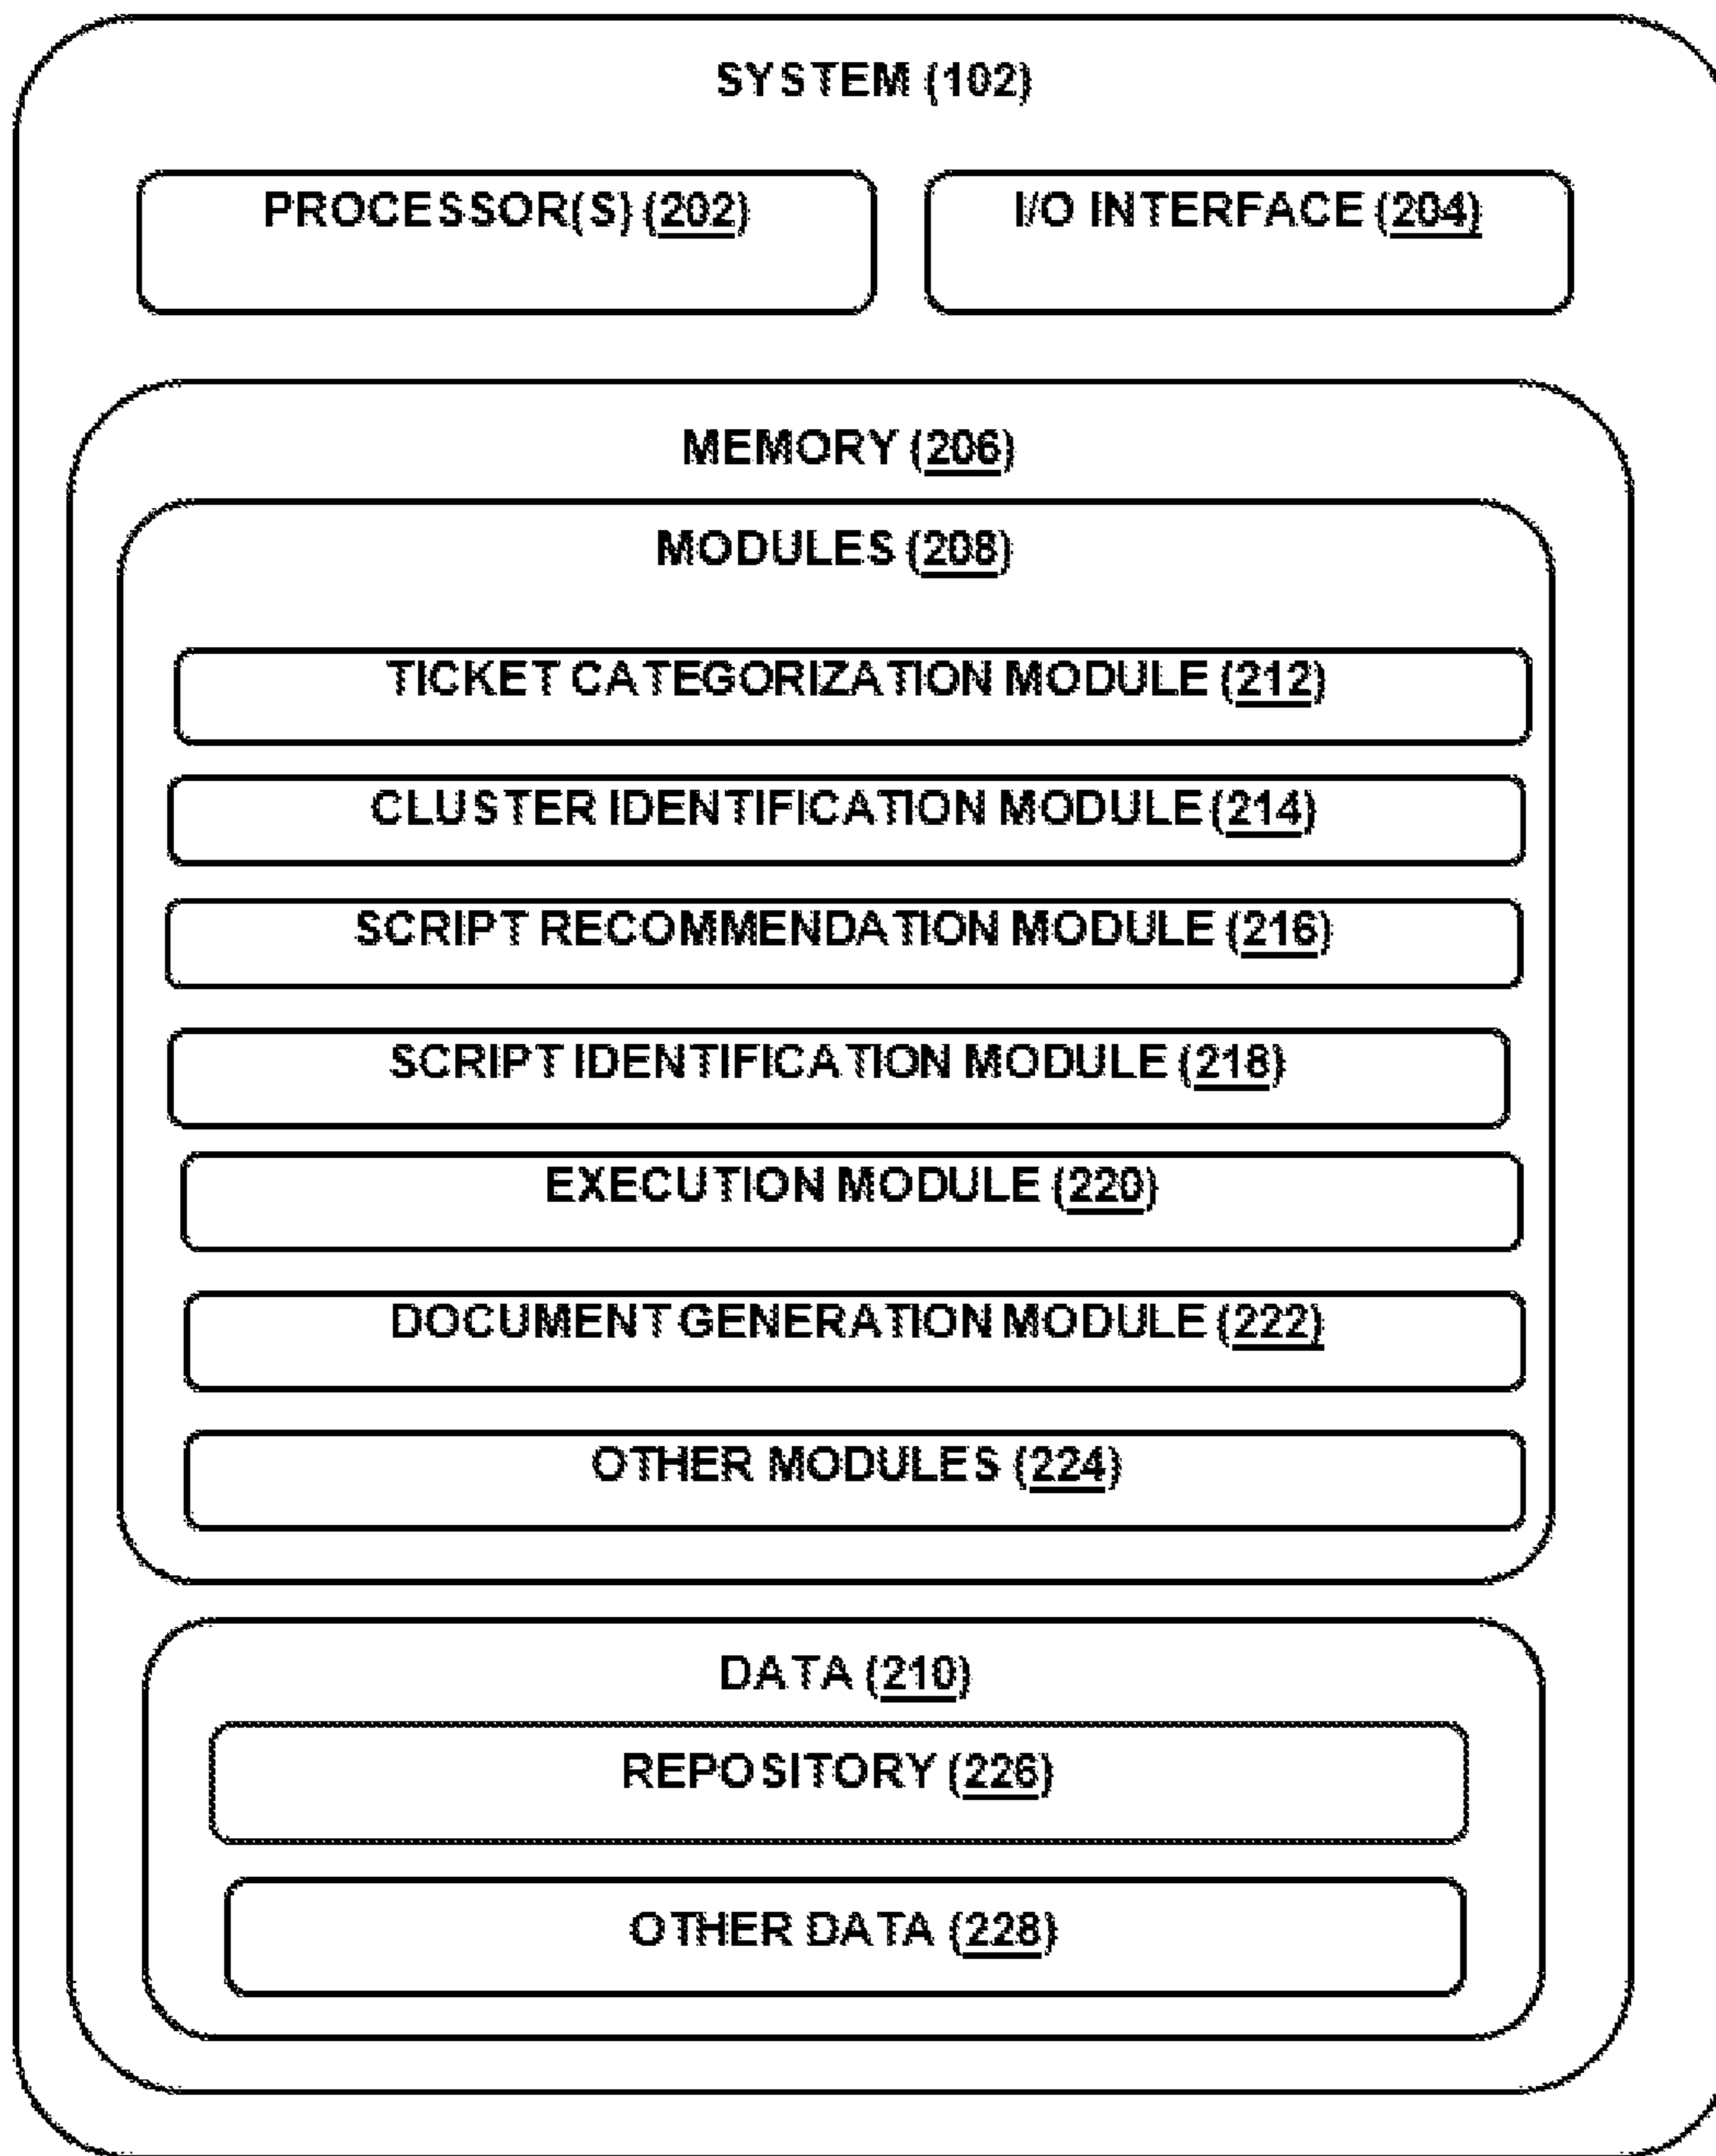 SYSTEM (102)
PROCESSOR(S) (202)
I/O INTERFACE (204)
MEMORY (206)
MODULES (208)
TICKET CATEGORIZATION MODULE (212)
CLUSTER IDENTIFICATION MODULE (214)
SCRIPT RECOMMENDATION MODULE (216)
SCRIPT IDENTIFICATION MODULE (218)
EXECUTION MODULE (220)
DOCUMENT GENERATION MODULE (222)
OTHER MODULES (224)
DATA (210)
REPOSITORY (226)
OTHER DATA (228)